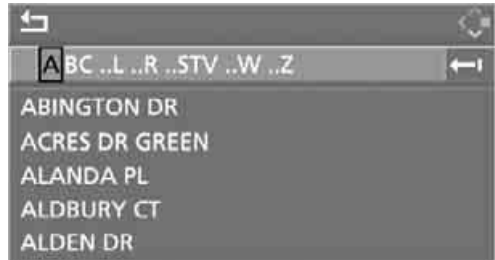 ABC ..L ..R ..STV ..W ..Z
ABINGTON DR
ACRES DR GREEN
ALANDA PL
ALDBURY CT
ALDEN DR